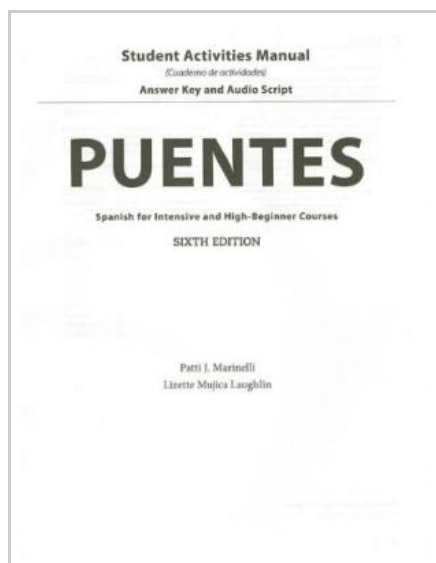 Student Activities Manual
(Cuaderno de actividades)
Answer Key and Audio Script
PUENTES
Spanish for Intensive and High-Beginner Courses
SIXTH EDITION
Patti J. Marinelli
Lizette Mujica Laughlin